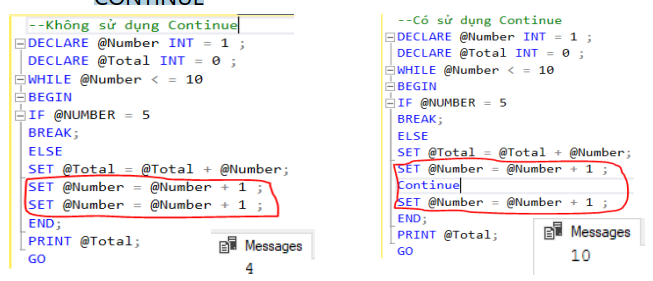 CONTINUE
--Không sử dụng Continue
DECLARE @Number INT = 1 ;
DECLARE @Total INT = 0 ;
WHILE @Number < = 10
BEGIN
IF @NUMBER = 5
BREAK;
ELSE
SET @Total = @Total + @Number;
SET @Number = @Number + 1 ;
SET @Number = @Number + 1 ;
END;
PRINT @Total;
GO
Messages
4
--Có sử dụng Continue
DECLARE @Number INT = 1 ;
DECLARE @Total INT = 0 ;
WHILE @Number < = 10
BEGIN
IF @NUMBER = 5
BREAK;
ELSE
SET @Total = @Total + @Number;
SET @Number = @Number + 1 ;
Continue
SET @Number = @Number + 1 ;
END;
PRINT @Total;
GO
Messages
10